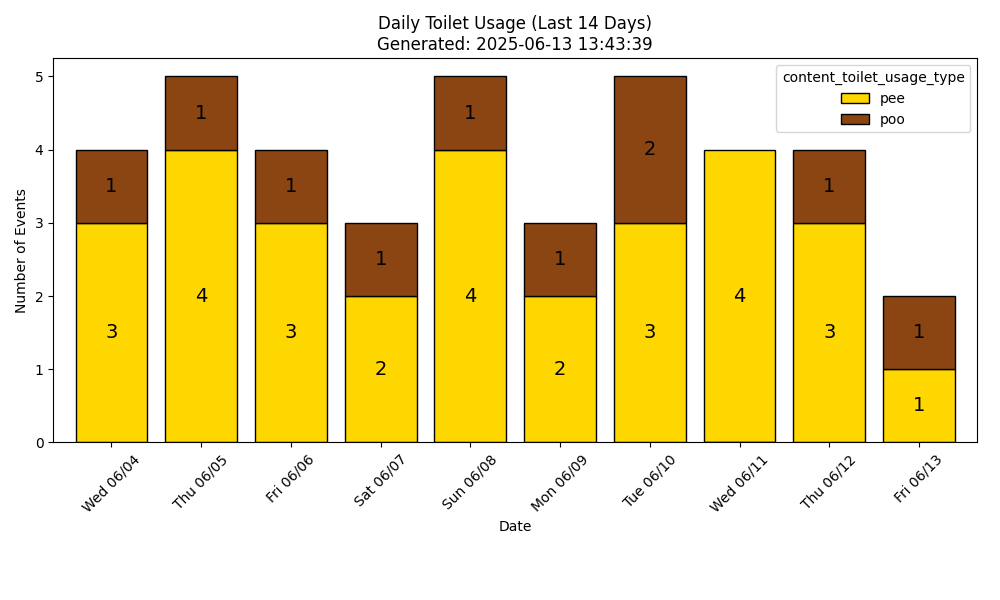 Daily Toilet Usage (Last 14 Days)
Generated: 2025-06-13 13:43:39
content_toilet_usage_type
pee
poo
Number of Events
5
4
3
2
1
0
1
3
1
4
1
3
1
2
1
4
1
2
2
3
4
1
3
1
1
Wed 06/04
Thu 06/05
Fri 06/06
Sat 06/07
Sun 06/08
Mon 06/09
Tue 06/10
Wed 06/11
Thu 06/12
Fri 06/13
Date